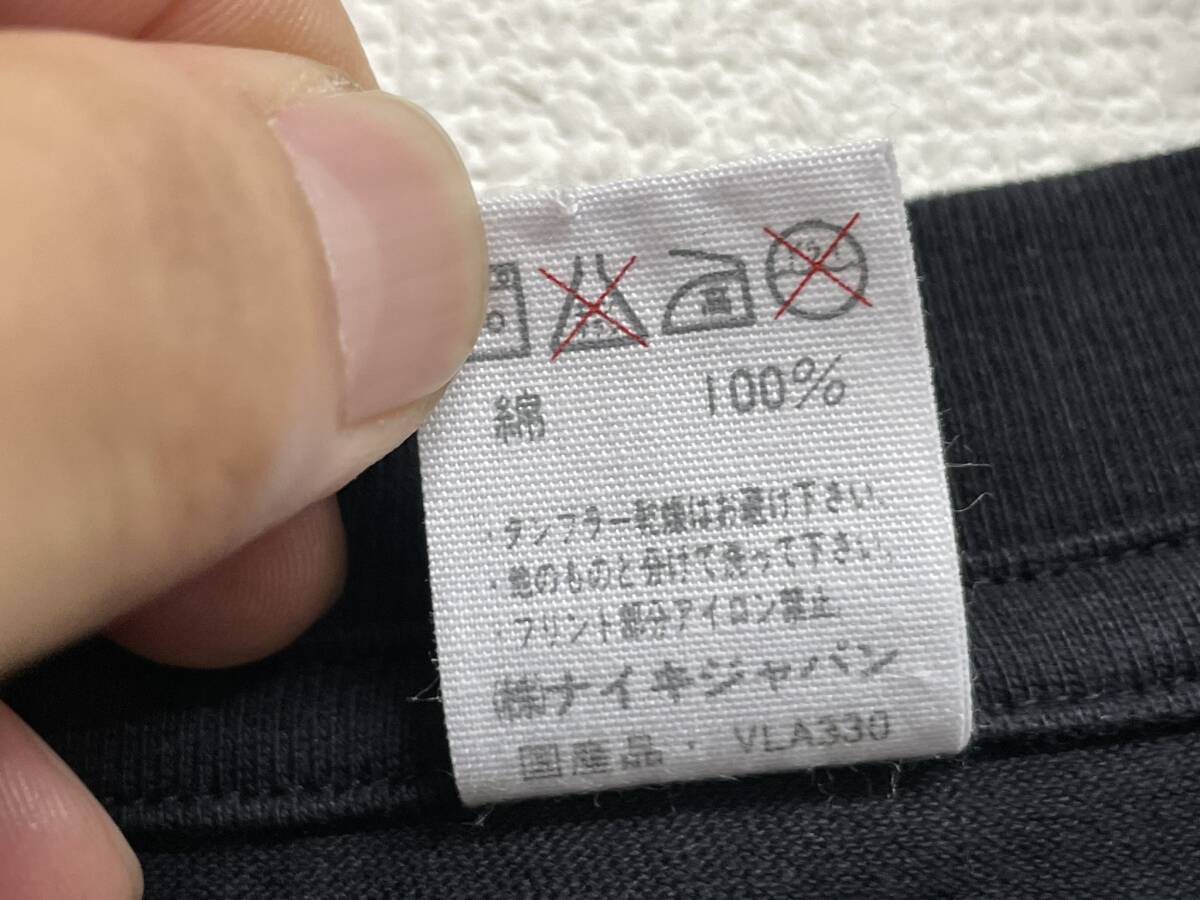 綿 100%
・タンブラー乾燥はお避け下さい。
・他のものと分けて洗って下さい。
・プリント部分アイロン禁止
㈱ナイキジャパン
国産品・ VLA330